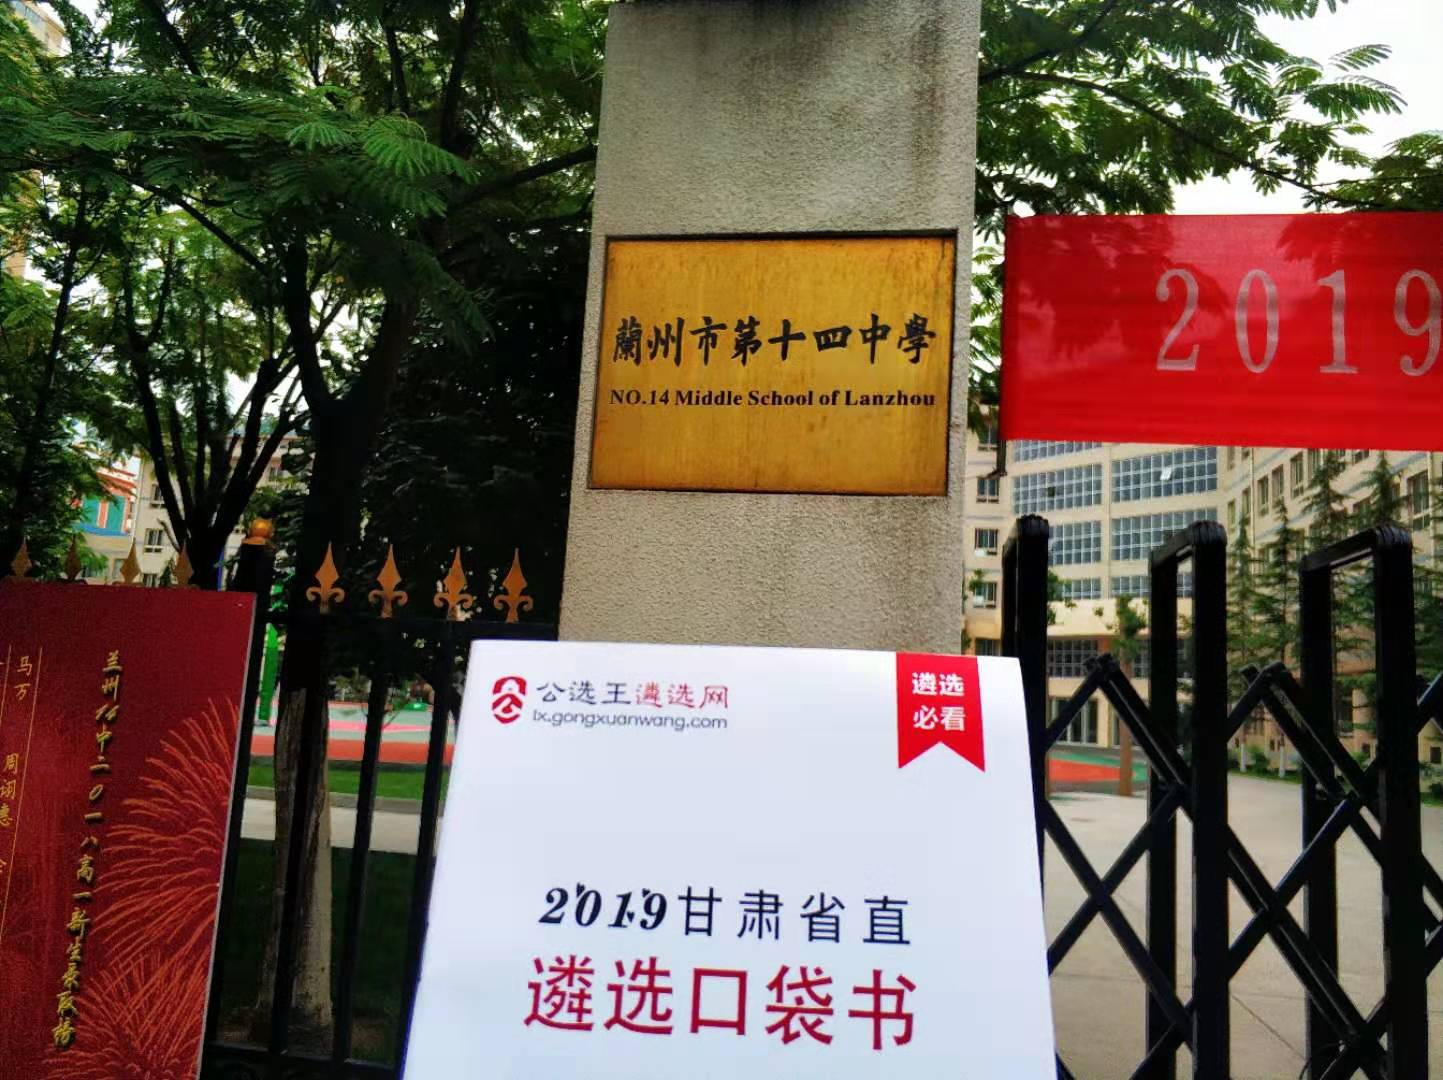 蘭州市第十四中學
NO.14 Middle School of Lanzhou
2019
公选王遴选网
lx.gongxuanwang.com
遴选
必看
2019甘肃省直
遴选口袋书
兰州14中二〇一八高一新生录取榜
马万
周翊惠